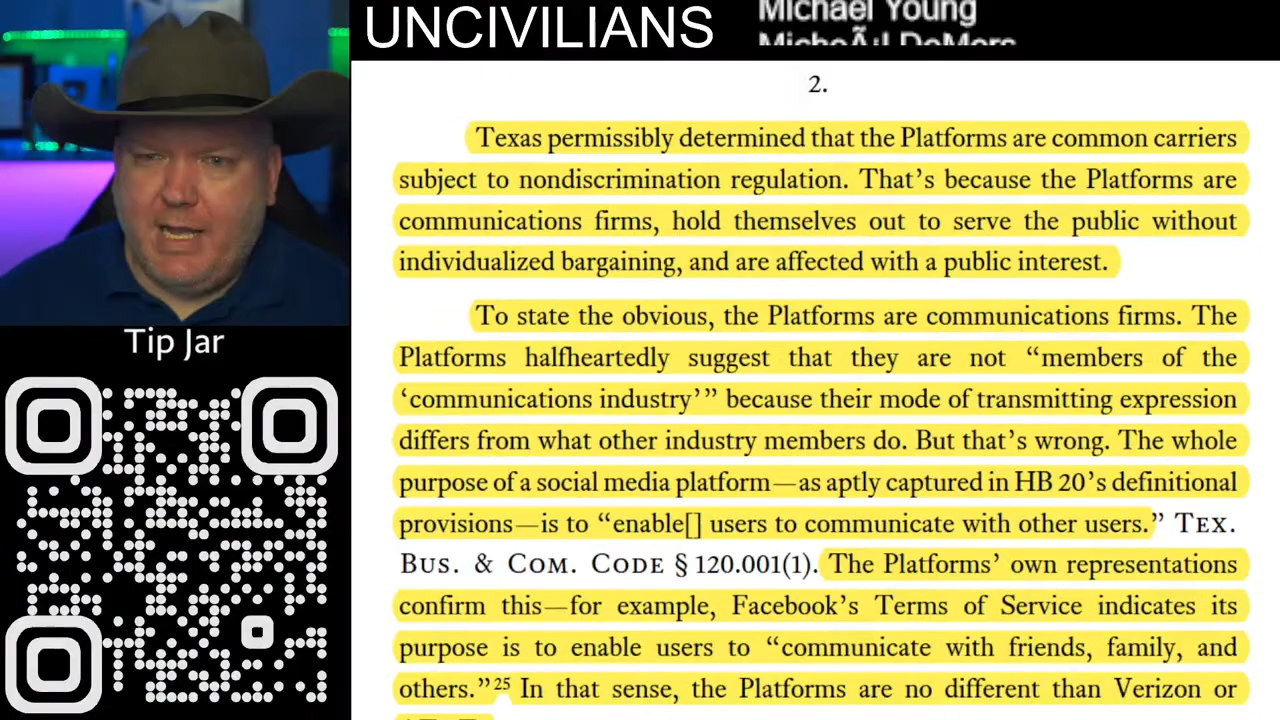 UNCIVILIANS
Michael Young
MicheÃ¡l DeMers
Tip Jar
2.
Texas permissibly determined that the Platforms are common carriers
subject to nondiscrimination regulation. That’s because the Platforms are
communications firms, hold themselves out to serve the public without
individualized bargaining, and are affected with a public interest.
To state the obvious, the Platforms are communications firms. The
Platforms halfheartedly suggest that they are not “members of the
‘communications industry’” because their mode of transmitting expression
differs from what other industry members do. But that’s wrong. The whole
purpose of a social media platform—as aptly captured in HB 20’s definitional
provisions—is to “enable[] users to communicate with other users.” TEX.
BUS. & COM. CODE § 120.001(1). The Platforms’ own representations
confirm this—for example, Facebook’s Terms of Service indicates its
purpose is to enable users to “communicate with friends, family, and
others.”²⁵ In that sense, the Platforms are no different than Verizon or